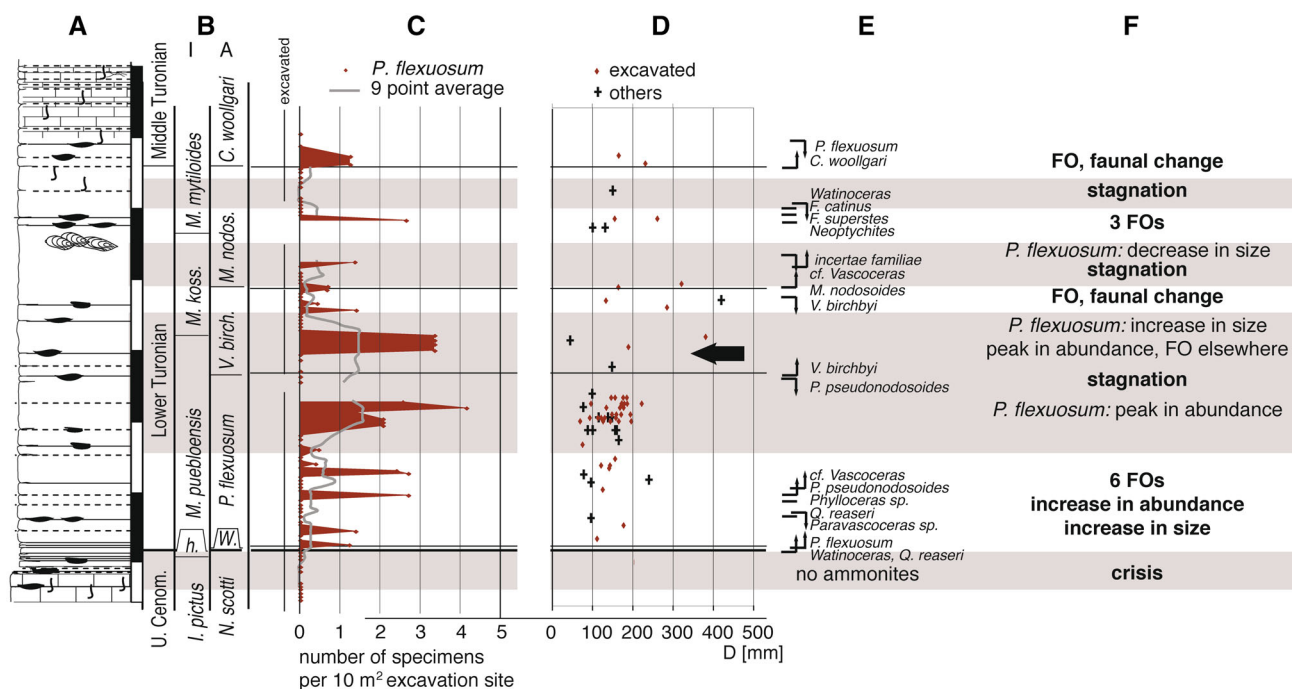 A
B
C
D
E
F
I
A
excavated
P. flexuosum
9 point average
excavated
others
Middle Turonian
Lower Turonian
U. Cenom.
M. mytiloides
M. koss.
M. puebloensis
h.
I. pictus
C. woollgari
M. nodos.
V. birch.
P. flexuosum
W.
N. scotti
P. flexuosum
C. woollgari
FO, faunal change
stagnation
Watinoceras
F. catinus
F. superstes
Neoptychites
3 FOs
P. flexuosum: decrease in size
stagnation
incertae familiae
cf. Vascoceras
M. nodosoides
V. birchbyi
FO, faunal change
P. flexuosum: increase in size
peak in abundance, FO elsewhere
V. birchbyi
P. pseudonodosoides
stagnation
P. flexuosum: peak in abundance
cf. Vascoceras
P. pseudonodosoides
Phylloceras sp.
Q. reaseri
Paravascoceras sp.
6 FOs
increase in abundance
increase in size
P. flexuosum
Watinoceras, Q. reaseri
no ammonites
crisis
0 1 2 3 4 5
number of specimens
per 10 m² excavation site
0 100 200 300 400 500
D [mm]